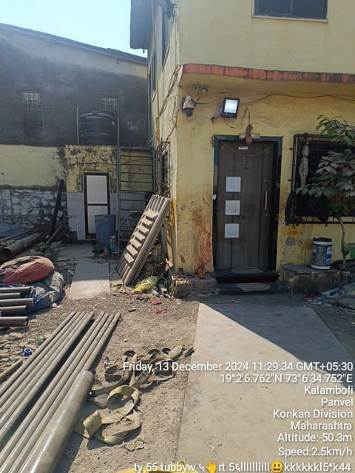 Friday, 13 December 2024 11:29:34 GMT+05:30
19°2'6.762"N 73°6'34.752"E
Kalamboli
Panvel
Konkan Division
Maharashtra
Altitude:-50.3m
Speed:2.5km/h